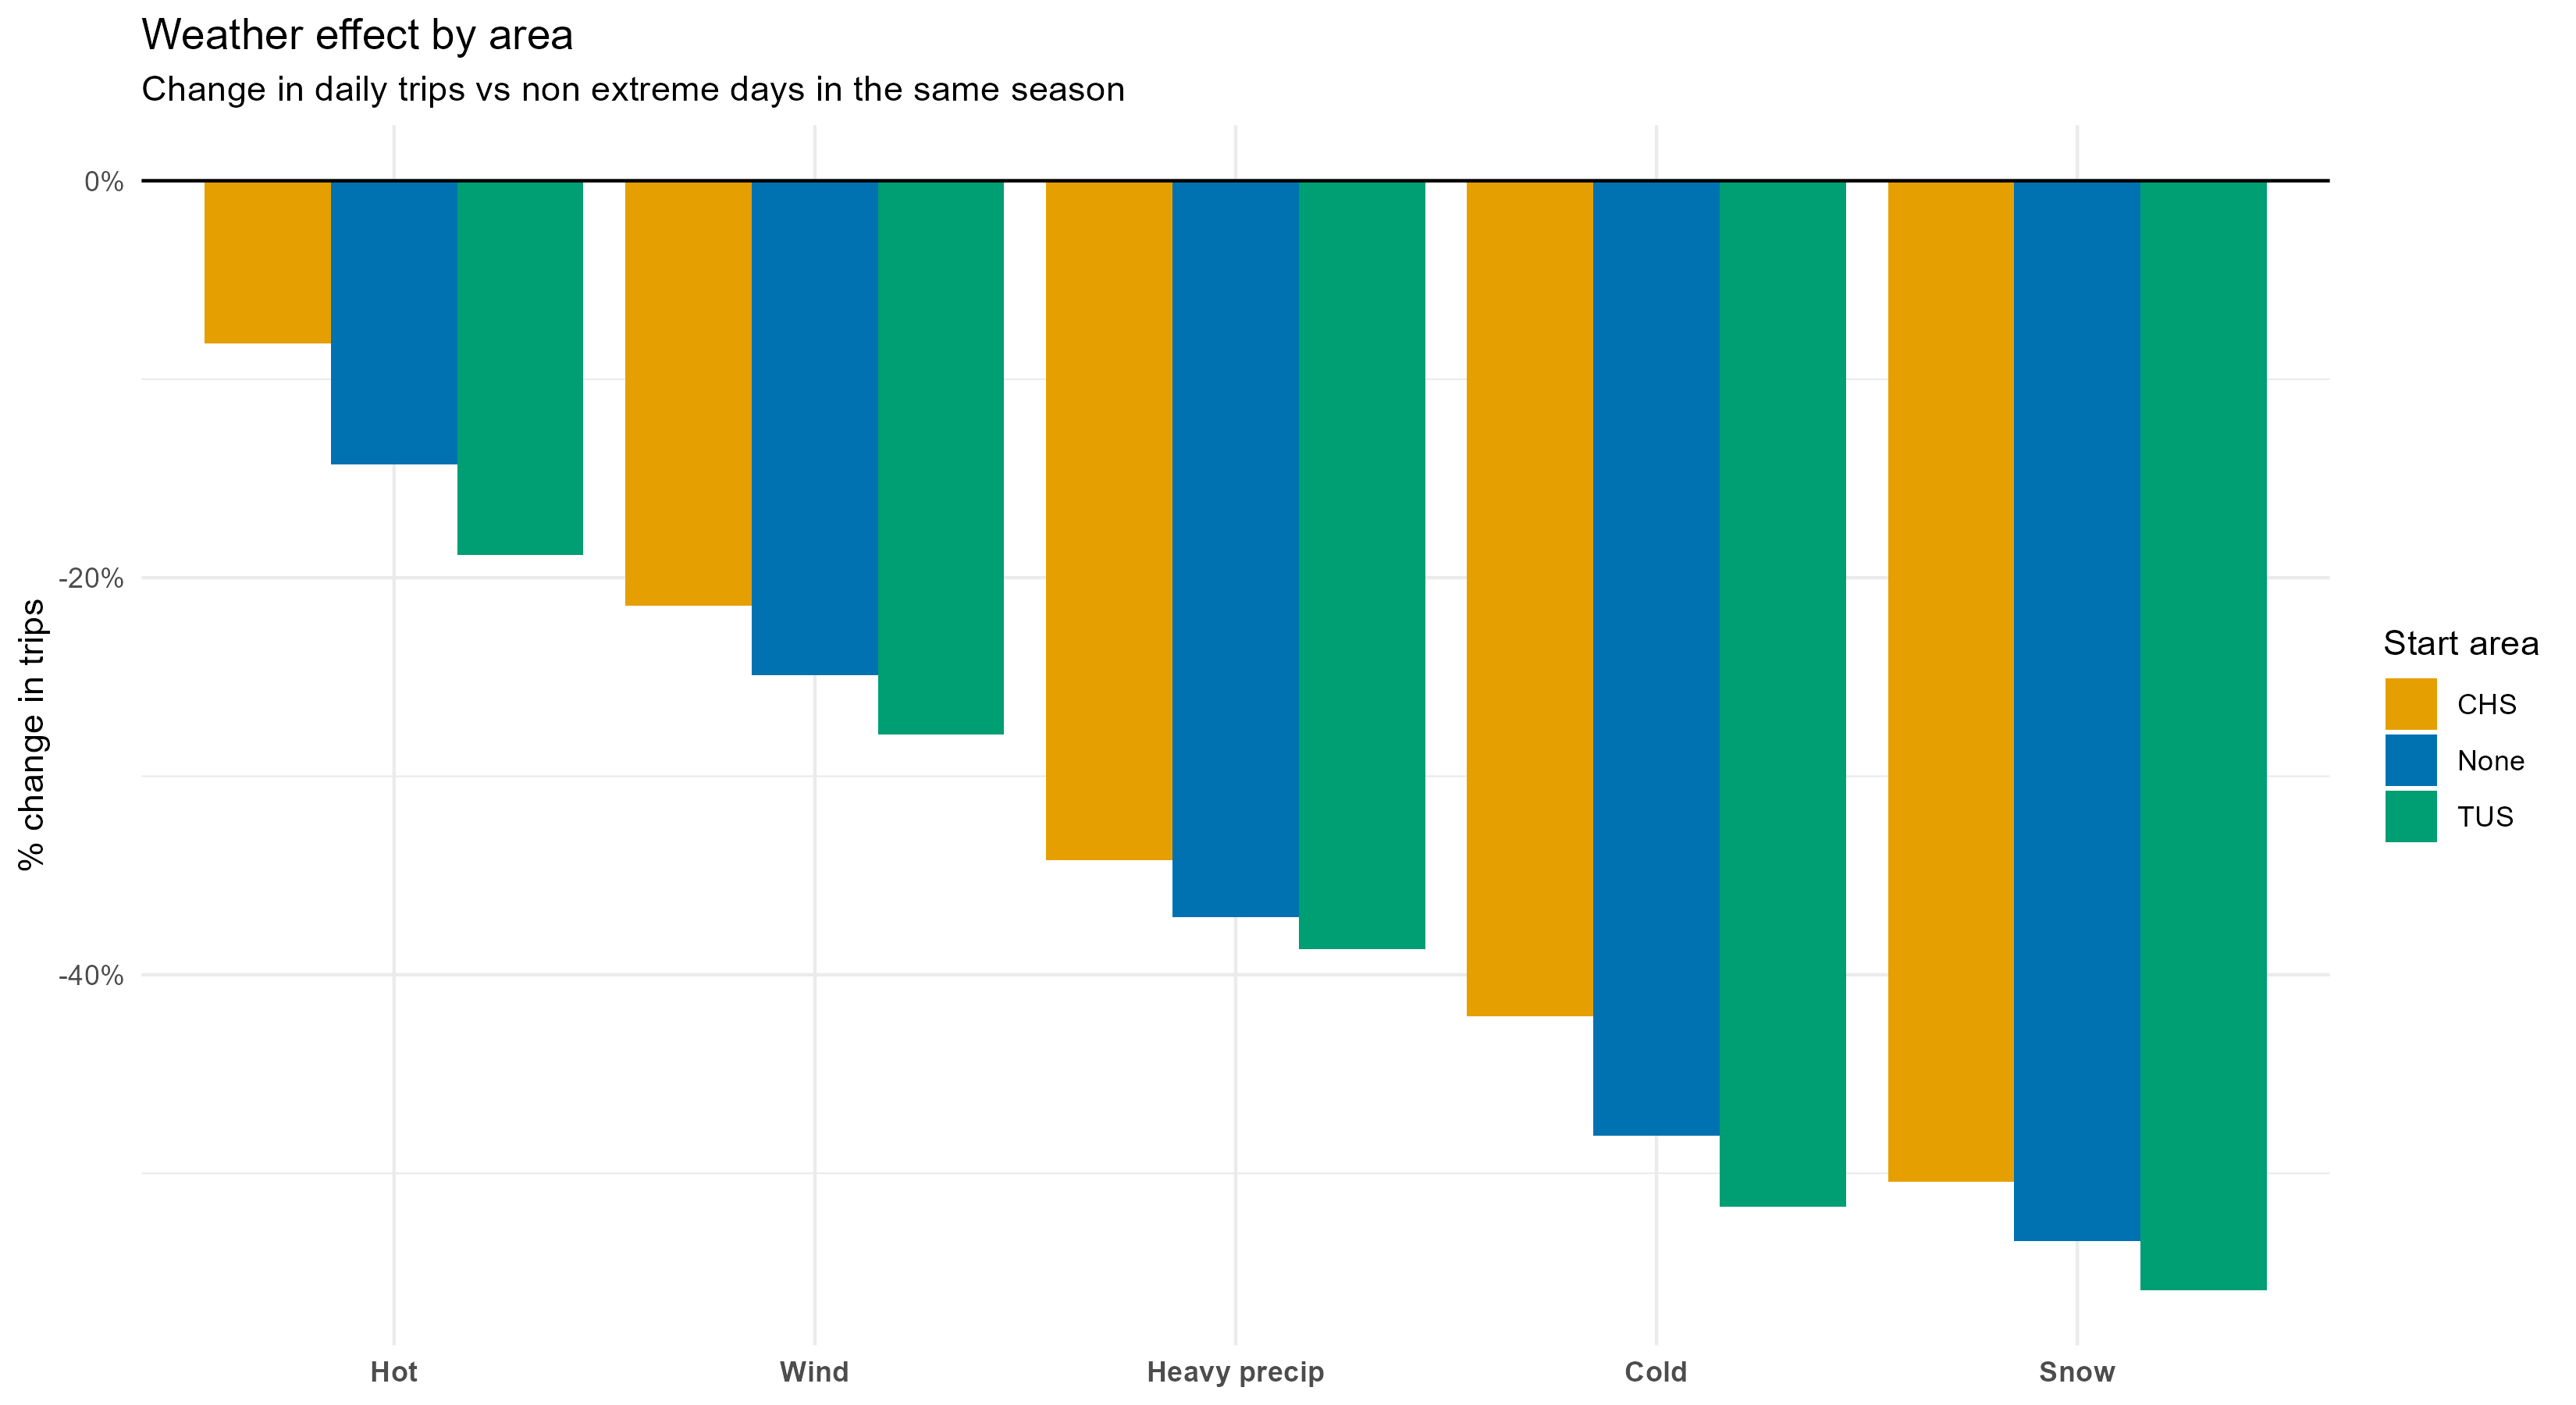 Weather effect by area
Change in daily trips vs non extreme days in the same season
% change in trips
0%
-20%
-40%
Hot
Wind
Heavy precip
Cold
Snow
Start area
CHS
None
TUS